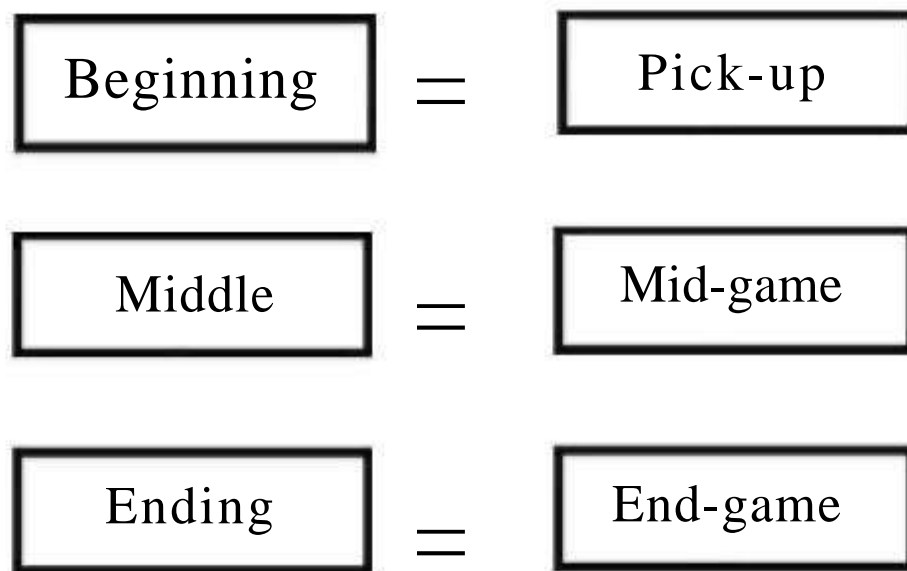 Beginning = Pick-up
Middle = Mid-game
Ending = End-game